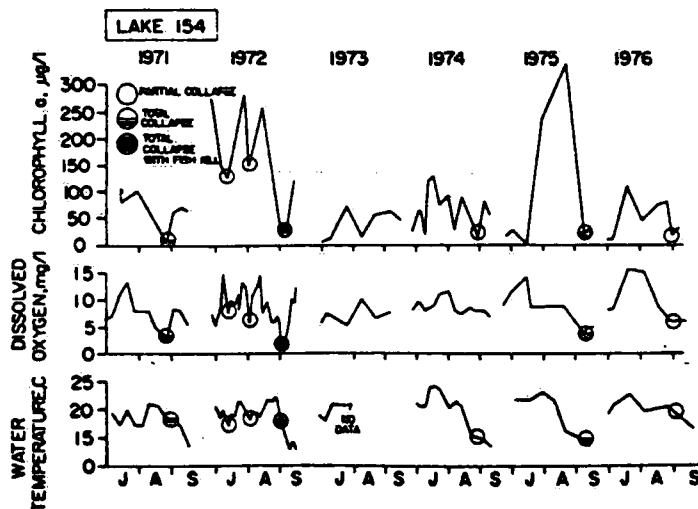 LAKE 154
1971 1972 1973 1974 1975 1976
CHLOROPHYLL a, µg/l
300
250
200
150
100
50
0
PARTIAL COLLAPSE
TOTAL
COLLAPSE
TOTAL
COLLAPSE
WITH FISH KILL
DISSOLVED
OXYGEN, mg/l
15
10
5
0
WATER
TEMPERATURE, C
25
20
15
10
0
NO
DATA
J A S J A S J A S J A S J A S J A S